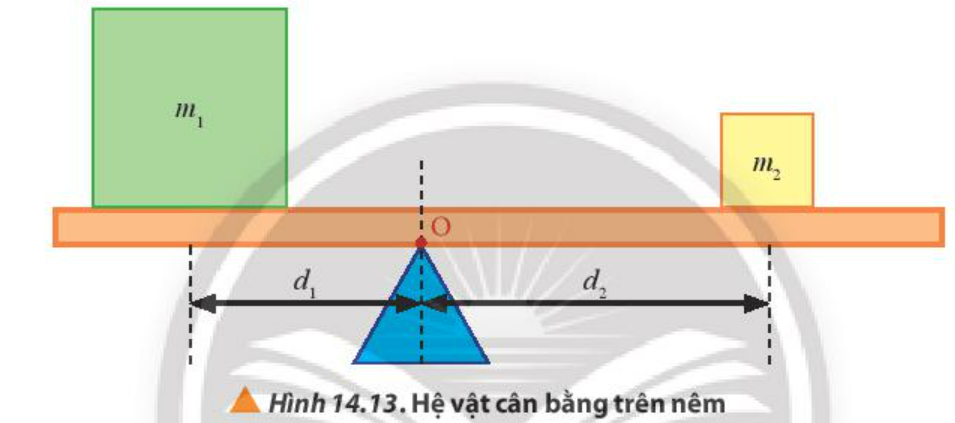 m₁
m₂
O
d₁
d₂
Hình 14.13. Hệ vật cân bằng trên nêm